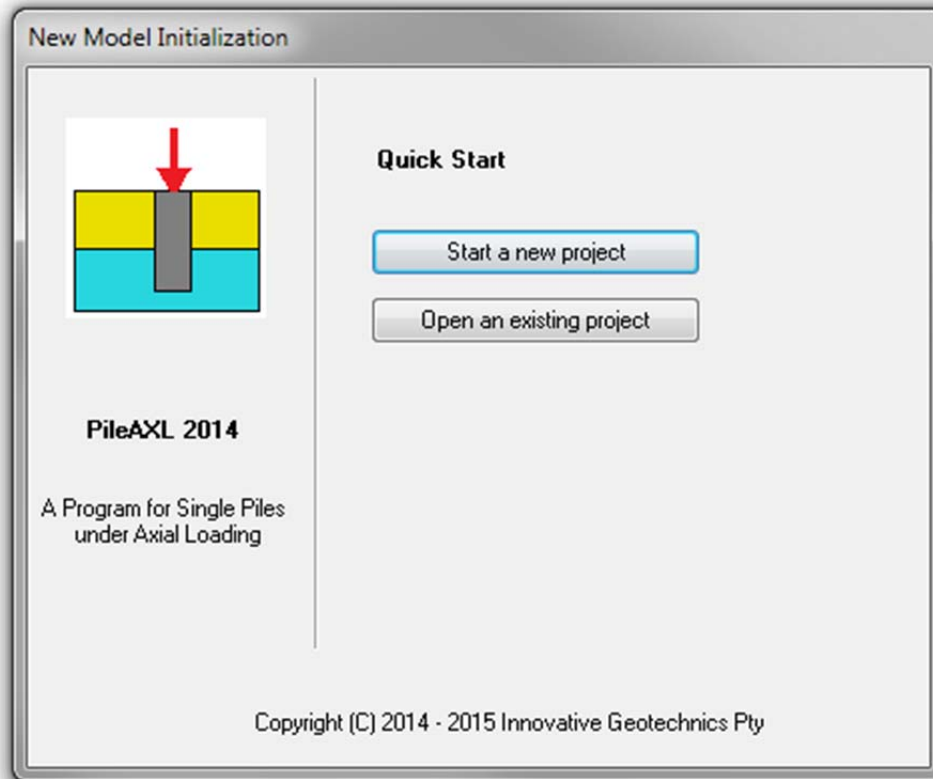 New Model Initialization
Quick Start
Start a new project
Open an existing project
PileAXL 2014
A Program for Single Piles
under Axial Loading
Copyright (C) 2014 - 2015 Innovative Geotechnics Pty